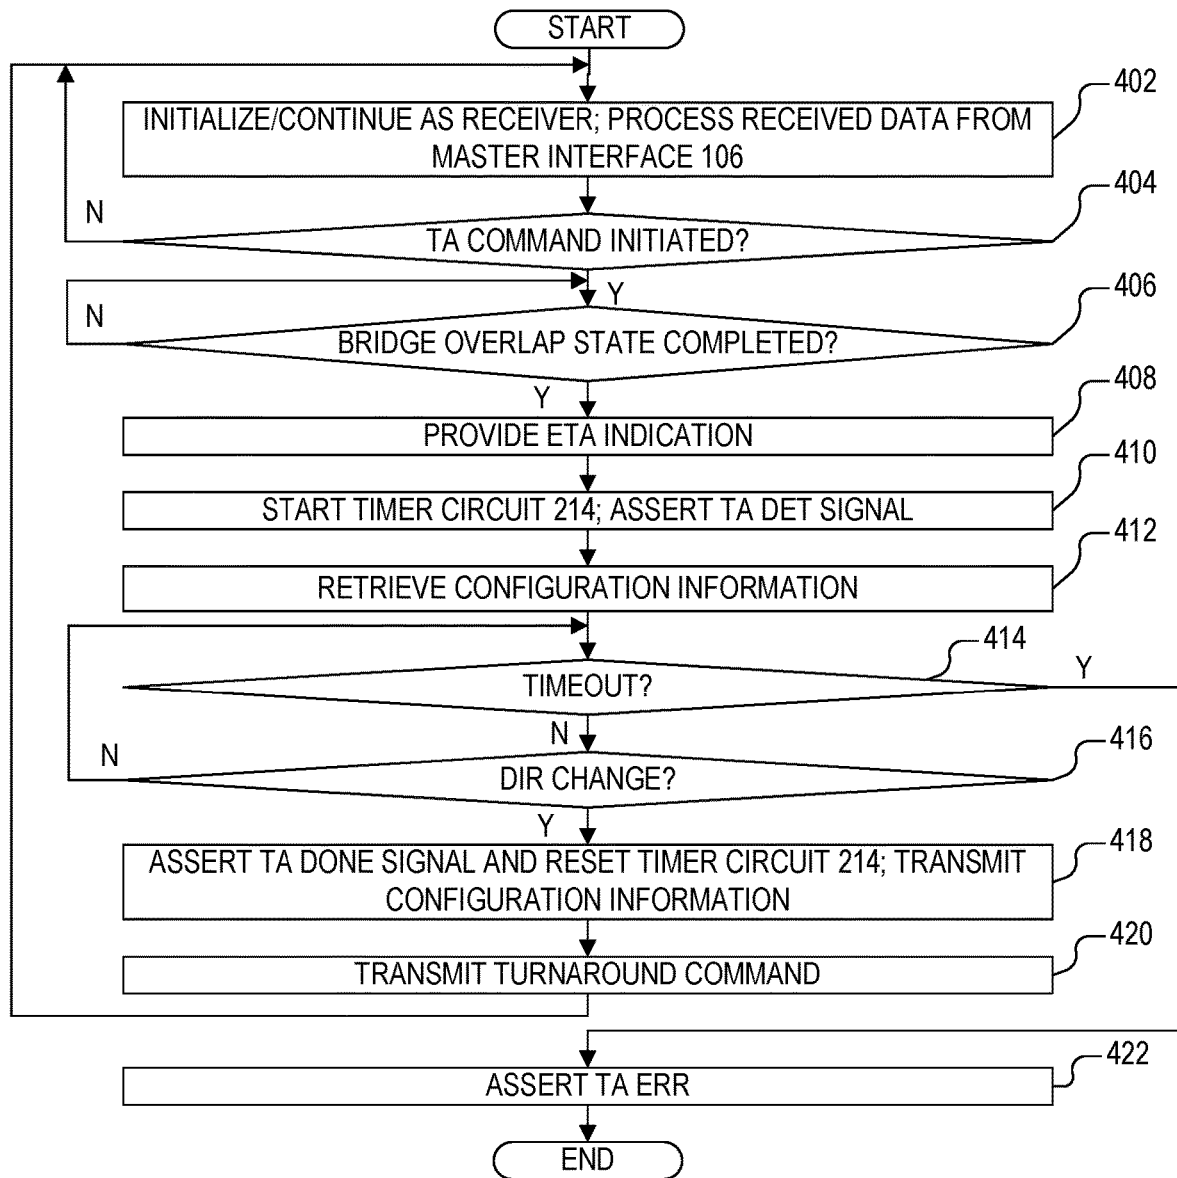 START
402
INITIALIZE/CONTINUE AS RECEIVER; PROCESS RECEIVED DATA FROM
MASTER INTERFACE 106
404
N
TA COMMAND INITIATED?
Y
406
N
BRIDGE OVERLAP STATE COMPLETED?
Y
408
PROVIDE ETA INDICATION
410
START TIMER CIRCUIT 214; ASSERT TA DET SIGNAL
412
RETRIEVE CONFIGURATION INFORMATION
414
Y
TIMEOUT?
N
416
N
DIR CHANGE?
Y
418
ASSERT TA DONE SIGNAL AND RESET TIMER CIRCUIT 214; TRANSMIT
CONFIGURATION INFORMATION
420
TRANSMIT TURNAROUND COMMAND
422
ASSERT TA ERR
END